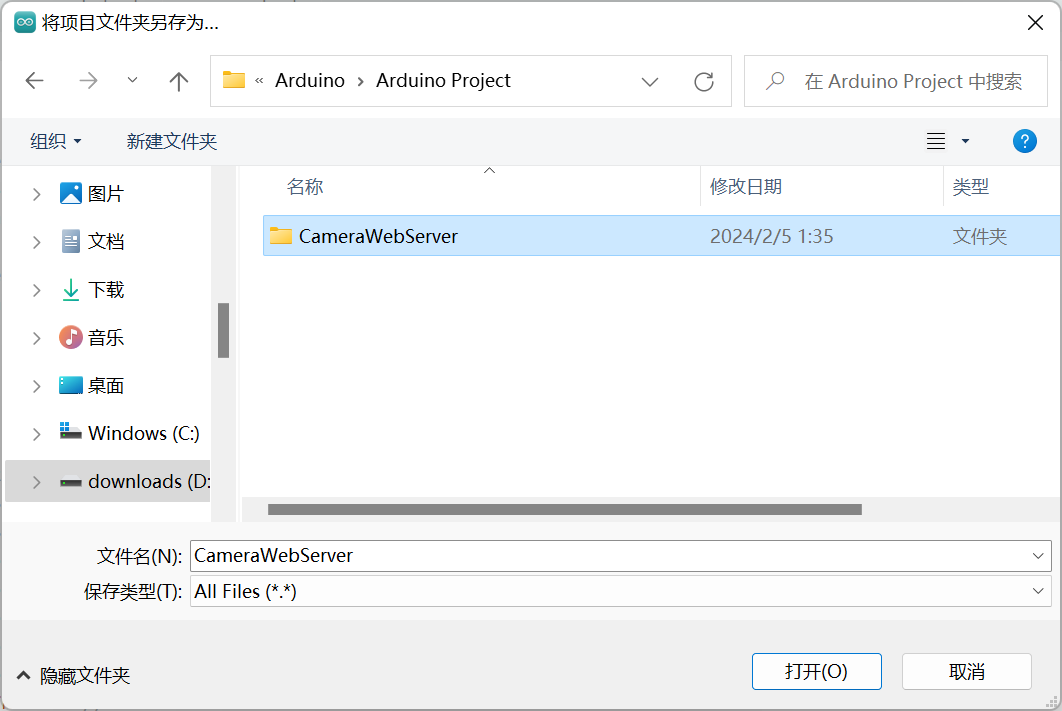 将项目文件夹另存为...
« Arduino › Arduino Project
在 Arduino Project 中搜索
组织
新建文件夹
?
图片
文档
下载
音乐
桌面
Windows (C:)
downloads (D:
名称 修改日期 类型
CameraWebServer 2024/2/5 1:35 文件夹
文件名(N): CameraWebServer
保存类型(T): All Files (*.*)
隐藏文件夹
打开(O) 取消